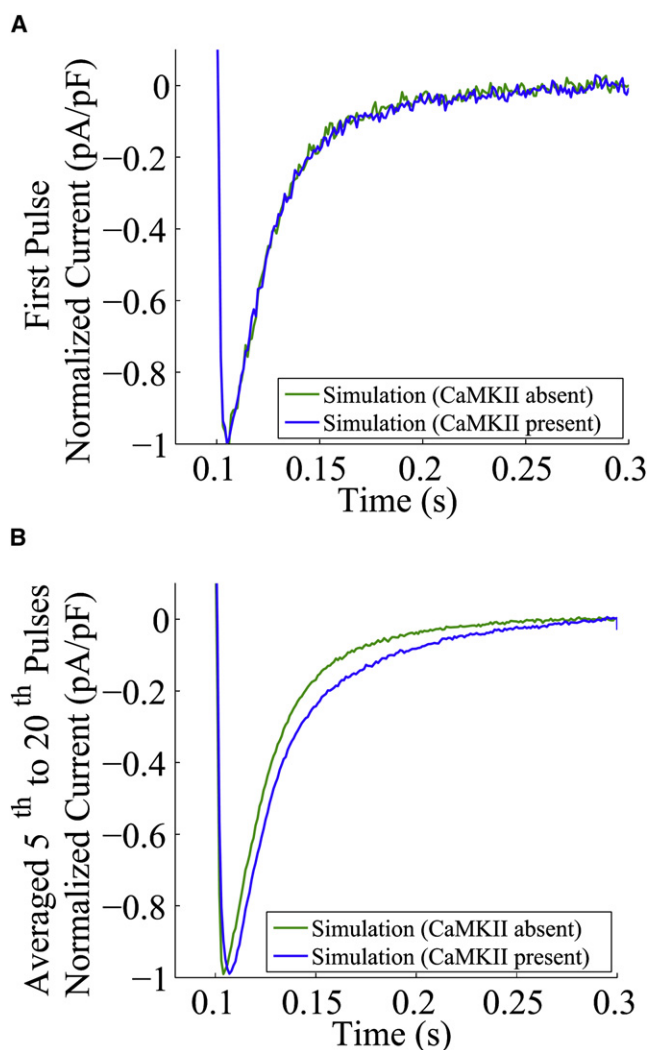 A
First Pulse
Normalized Current (pA/pF)
0
−0.2
−0.4
−0.6
−0.8
−1
Simulation (CaMKII absent)
Simulation (CaMKII present)
0.1 0.15 0.2 0.25 0.3
Time (s)
B
Averaged 5 th to 20 th Pulses
Normalized Current (pA/pF)
0
−0.2
−0.4
−0.6
−0.8
−1
Simulation (CaMKII absent)
Simulation (CaMKII present)
0.1 0.15 0.2 0.25 0.3
Time (s)